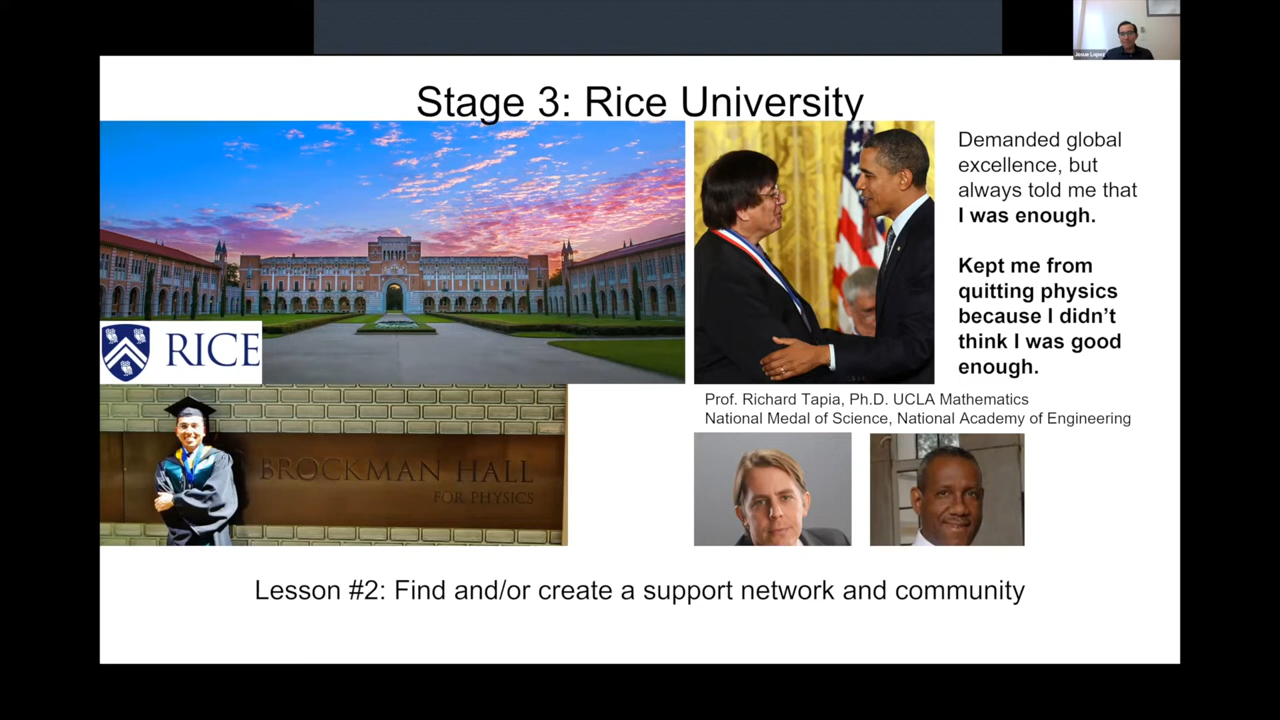 Josue Lopez
Stage 3: Rice University
RICE
BROCKMAN HALL
FOR PHYSICS
Demanded global
excellence, but
always told me that
I was enough.
Kept me from
quitting physics
because I didn’t
think I was good
enough.
Prof. Richard Tapia, Ph.D. UCLA Mathematics
National Medal of Science, National Academy of Engineering
Lesson #2: Find and/or create a support network and community